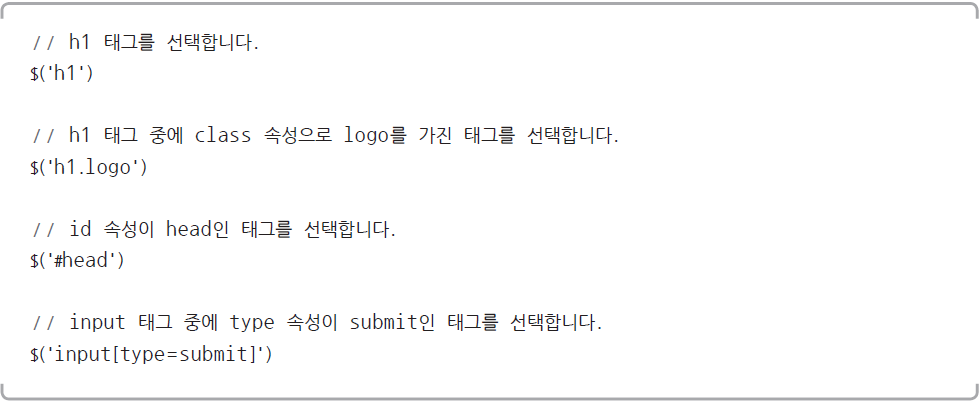 // h1 태그를 선택합니다.
$('h1')
// h1 태그 중에 class 속성으로 logo를 가진 태그를 선택합니다.
$('h1.logo')
// id 속성이 head인 태그를 선택합니다.
$('#head')
// input 태그 중에 type 속성이 submit인 태그를 선택합니다.
$('input[type=submit]')